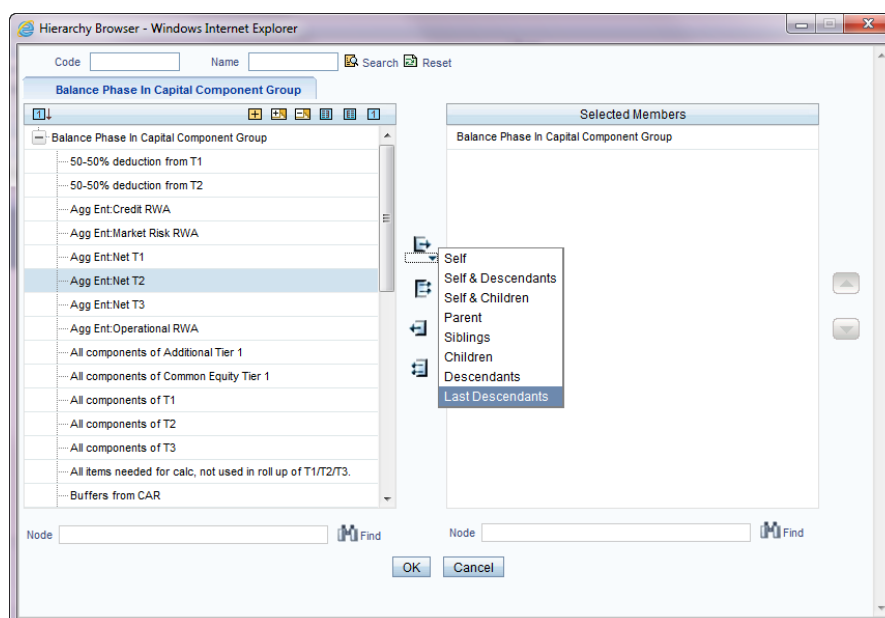 Hierarchy Browser - Windows Internet Explorer
Code Name Search Reset
Balance Phase In Capital Component Group
Selected Members
Balance Phase In Capital Component Group
50-50% deduction from T1
50-50% deduction from T2
Agg Ent:Credit RWA
Agg Ent:Market Risk RWA
Agg Ent:Net T1
Agg Ent:Net T2
Agg Ent:Net T3
Agg Ent:Operational RWA
All components of Additional Tier 1
All components of Common Equity Tier 1
All components of T1
All components of T2
All components of T3
All items needed for calc, not used in roll up of T1/T2/T3.
Buffers from CAR
Balance Phase In Capital Component Group
Self
Self & Descendants
Self & Children
Parent
Siblings
Children
Descendants
Last Descendants
Node Find
Node Find
OK Cancel